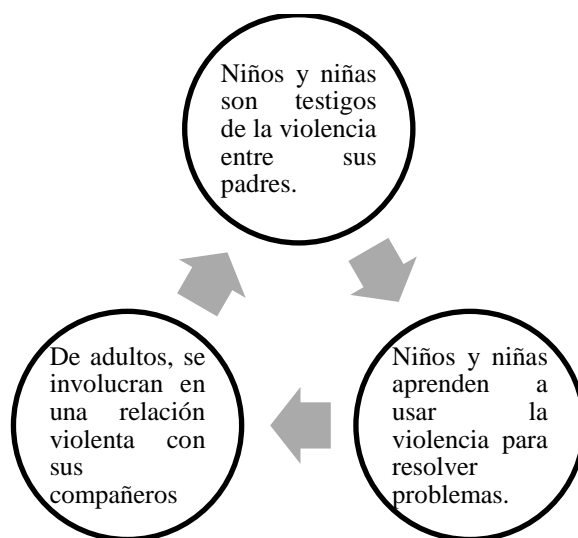 Niños y niñas
son testigos
de la violencia
entre sus
padres.
Niños y niñas
aprenden a
usar la
violencia para
resolver
problemas.
De adultos, se
involucran en
una relación
violenta con
sus
compañeros